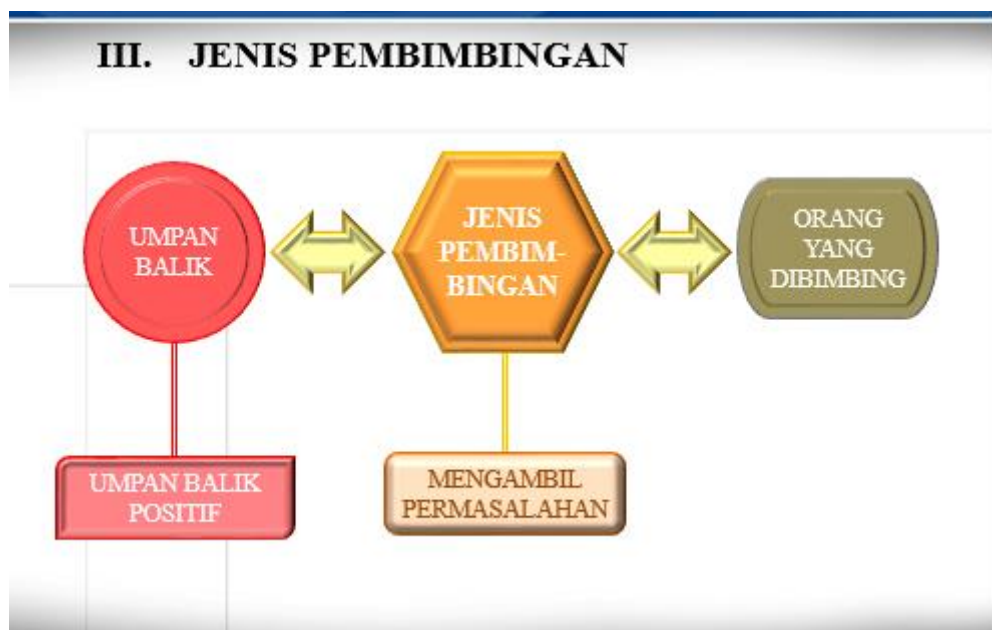 III. JENIS PEMBIMBINGAN
UMPAN
BALIK
JENIS
PEMBIM-
BINGAN
ORANG
YANG
DIBIMBING
UMPAN BALIK
POSITIF
MENGAMBIL
PERMASALAHAN